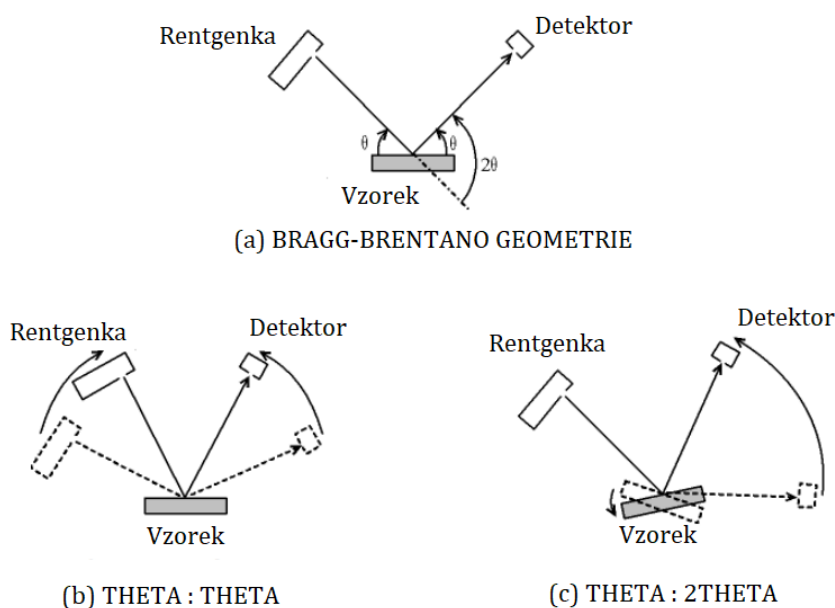 Rentgenka
Detektor
θ
θ
2θ
Vzorek
(a) BRAGG-BRENTANO GEOMETRIE
Rentgenka
Detektor
Vzorek
(b) THETA : THETA
Detektor
Rentgenka
Vzorek
(c) THETA : 2THETA